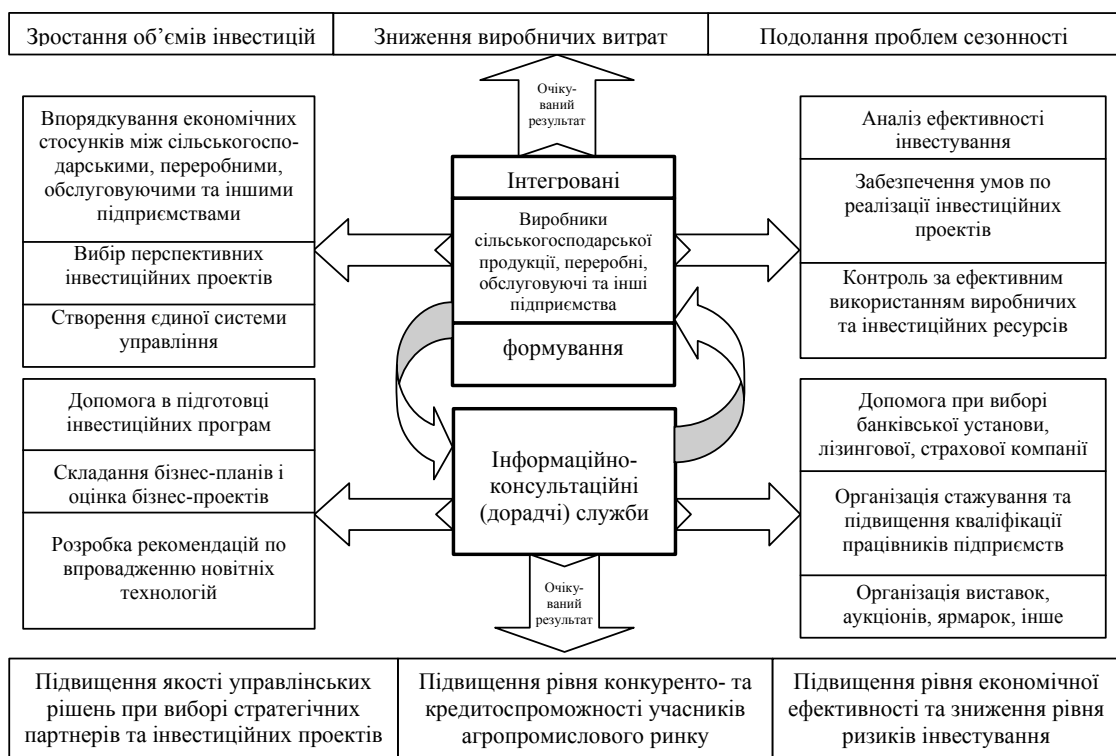 Зростання об’ємів інвестицій
Зниження виробничих витрат
Подолання проблем сезонності
Очіку-
ваний
результат
Впорядкування економічних
стосунків між сільськогоспо-
дарськими, переробними,
обслуговуючими та іншими
підприємствами
Вибір перспективних
інвестиційних проектів
Створення єдиної системи
управління
Інтегровані
Виробники
сільськогосподарської
продукції, переробні,
обслуговуючі та інші
підприємства
формування
Аналіз ефективності
інвестування
Забезпечення умов по
реалізації інвестиційних
проектів
Контроль за ефективним
використанням виробничих
та інвестиційних ресурсів
Допомога в підготовці
інвестиційних програм
Складання бізнес-планів і
оцінка бізнес-проектів
Розробка рекомендацій по
впровадженню новітніх
технологій
Інформаційно-
консультаційні
(дорадчі) служби
Допомога при виборі
банківської установи,
лізингової, страхової компанії
Організація стажування та
підвищення кваліфікації
працівників підприємств
Організація виставок,
аукціонів, ярмарок, інше
Очіку-
ваний
результат
Підвищення якості управлінських
рішень при виборі стратегічних
партнерів та інвестиційних проектів
Підвищення рівня конкуренто- та
кредитоспроможності учасників
агропромислового ринку
Підвищення рівня економічної
ефективності та зниження рівня
ризиків інвестування